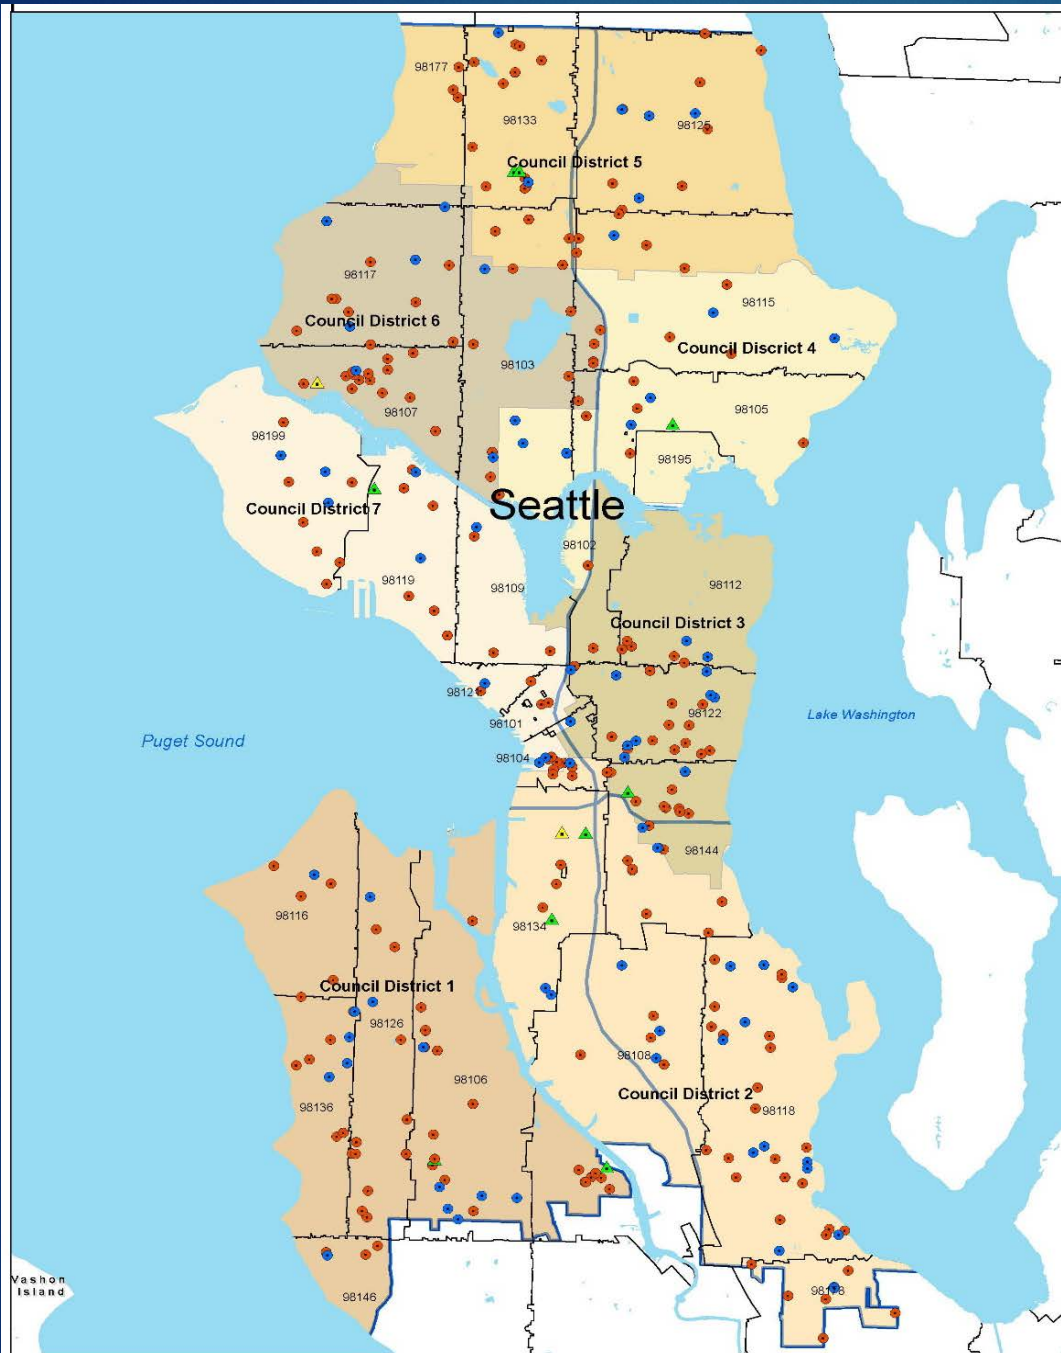 98177
98133
98125
Council District 5
98117
98115
Council District 6
Council Discrict 4
98103
98107
98105
98199
98195
Council District 7
Seattle
98102
98119
98109
98112
Council District 3
98121
98101
98122
Puget Sound
Lake Washington
98104
98144
98116
98134
Council District 1
98126
98108
98106
Council District 2
98136
98118
Vashon
Island
98146
98178